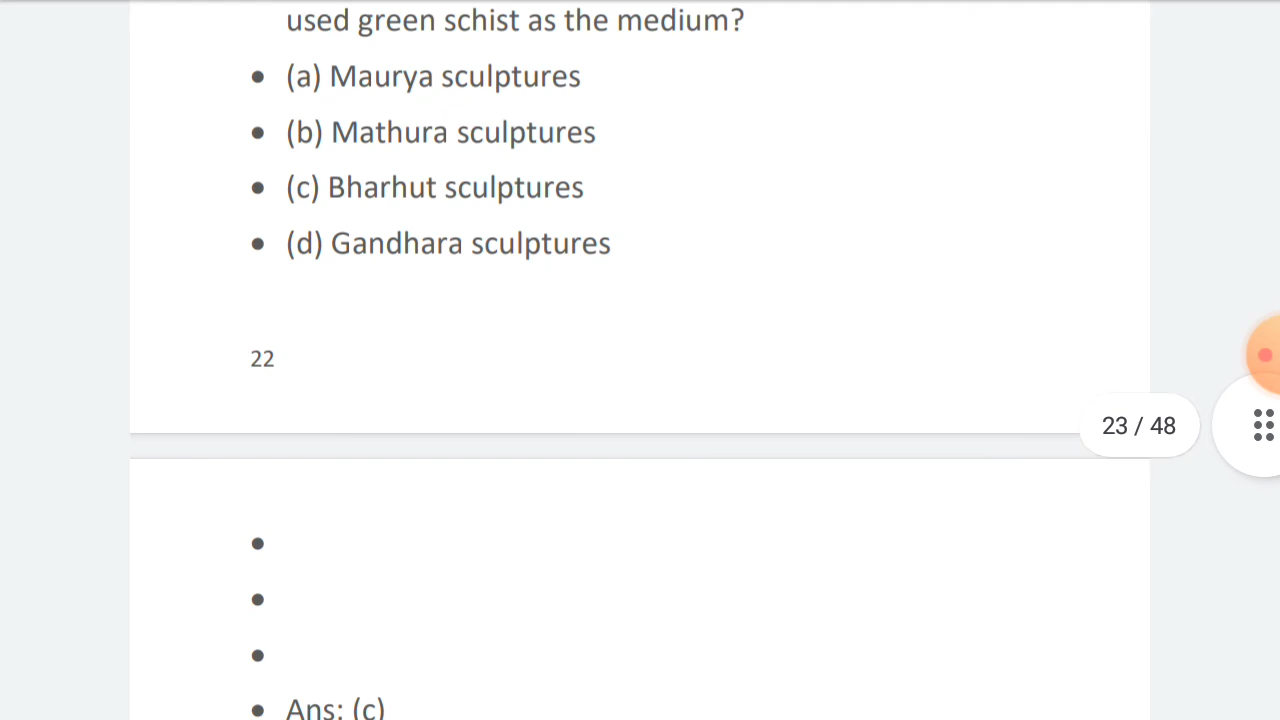 used green schist as the medium?
• (a) Maurya sculptures
• (b) Mathura sculptures
• (c) Bharhut sculptures
• (d) Gandhara sculptures
22
23 / 48
•
•
•
• Ans: (c)